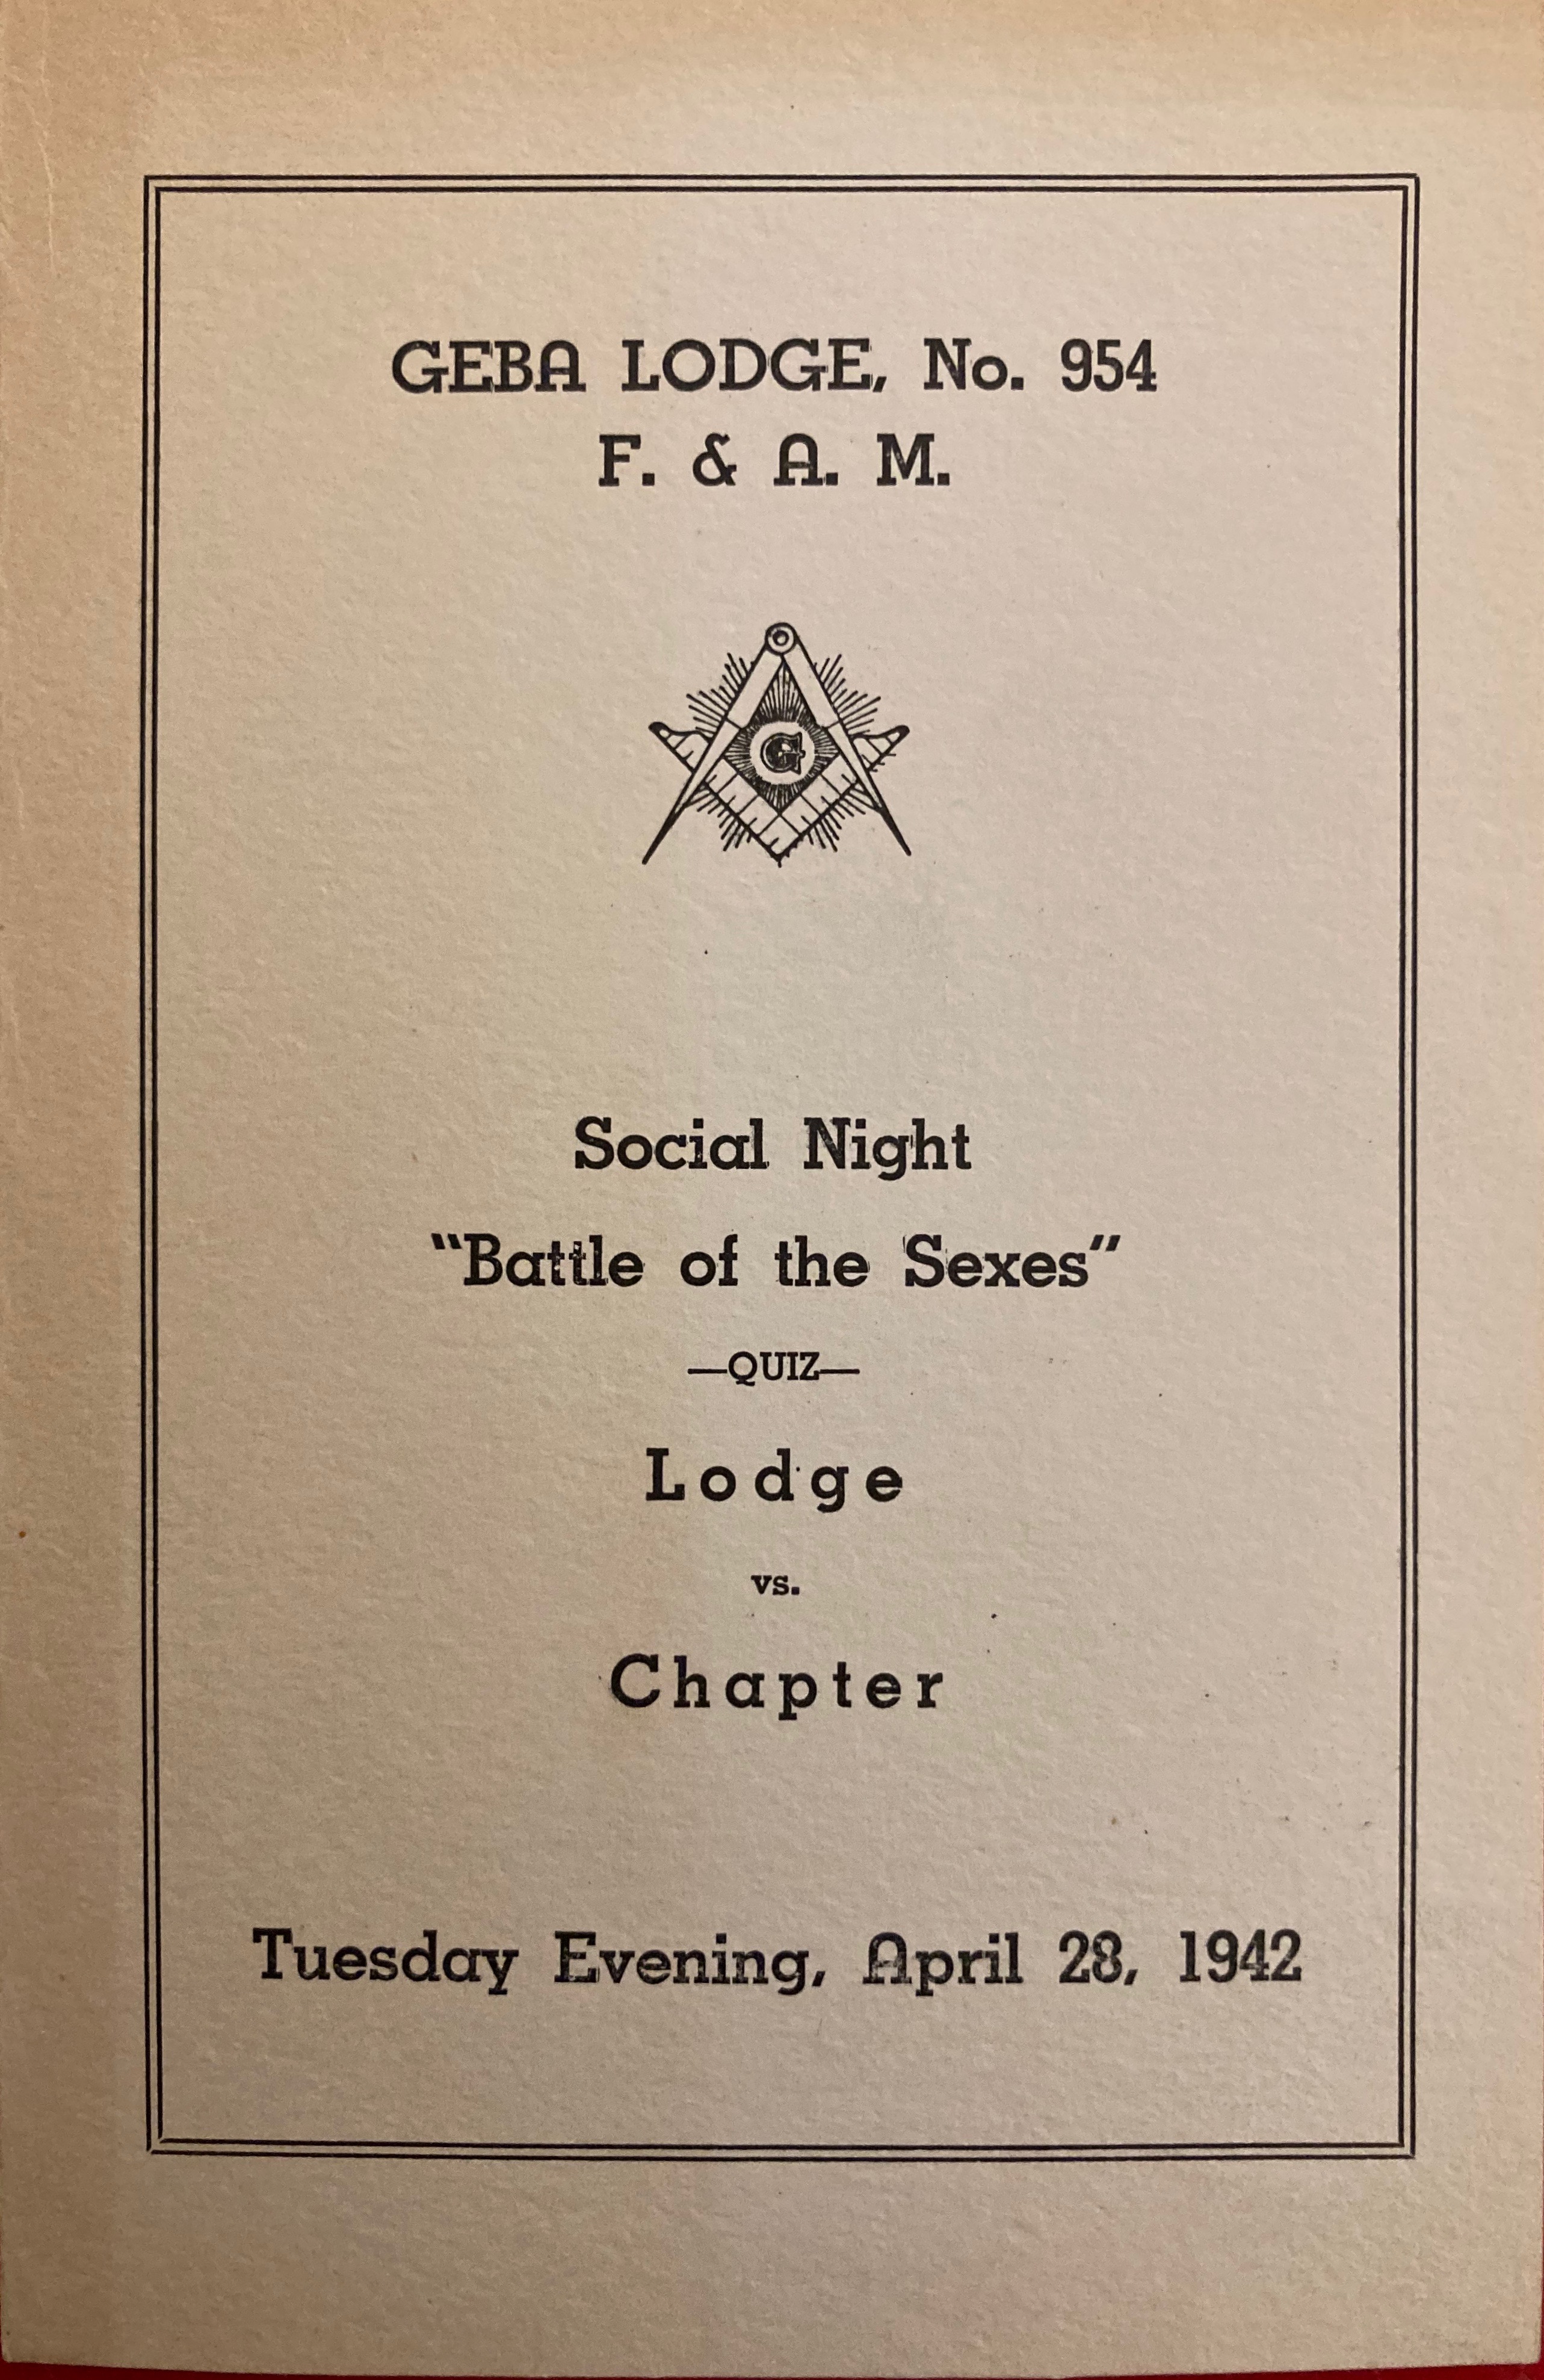 GEBA LODGE, No. 954
F. & A. M.
G
Social Night
"Battle of the Sexes"
—QUIZ—
Lodge
vs.
Chapter
Tuesday Evening, April 28, 1942